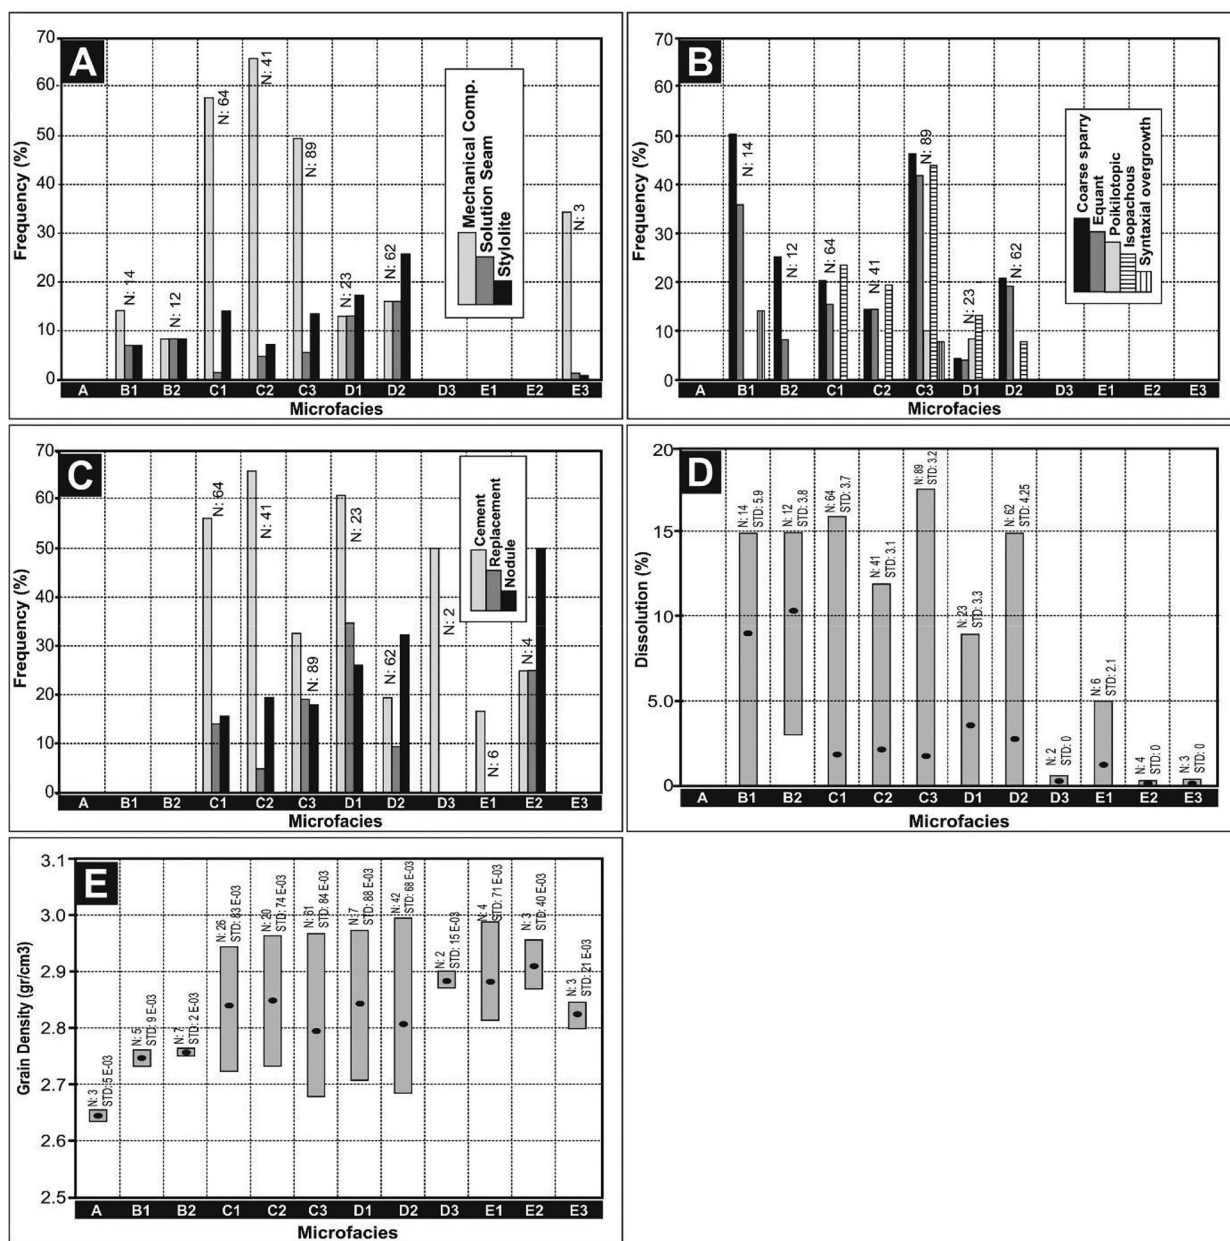 A
70
60
50
40
30
20
10
0
Frequency (%)
N: 14
N: 12
N: 64
N: 41
N: 89
N: 23
N: 62
N: 3
Mechanical Comp.
Solution Seam
Stylolite
A B1 B2 C1 C2 C3 D1 D2 D3 E1 E2 E3
Microfacies
B
70
60
50
40
30
20
10
0
Frequency (%)
N: 14
N: 12
N: 64
N: 41
N: 89
N: 23
N: 62
Coarse sparry
Equant
Poikilotopic
Isopachous
Syntaxial overgrowth
A B1 B2 C1 C2 C3 D1 D2 D3 E1 E2 E3
Microfacies
C
70
60
50
40
30
20
10
0
Frequency (%)
N: 64
N: 41
N: 89
N: 23
N: 62
N: 2
N: 6
N: 4
Cement
Replacement
Nodule
A B1 B2 C1 C2 C3 D1 D2 D3 E1 E2 E3
Microfacies
D
20
15
10
5.0
0
Dissolution (%)
N: 14
STD: 5.9
N: 12
STD: 3.8
N: 64
STD: 3.7
N: 41
STD: 3.1
N: 89
STD: 3.2
N: 23
STD: 3.3
N: 62
STD: 4.25
N: 2
STD: 0
N: 6
STD: 2.1
N: 4
STD: 0
N: 3
STD: 0
A B1 B2 C1 C2 C3 D1 D2 D3 E1 E2 E3
Microfacies
E
3.1
3.0
2.9
2.8
2.7
2.6
2.5
Grain Density (gr/cm3)
N: 3
STD: 5 E-03
N: 5
STD: 9 E-03
N: 7
STD: 2 E-03
N: 26
STD: 83 E-03
N: 20
STD: 74 E-03
N: 61
STD: 84 E-03
N: 7
STD: 88 E-03
N: 42
STD: 68 E-03
N: 2
STD: 15 E-03
N: 4
STD: 71 E-03
N: 3
STD: 40 E-03
N: 3
STD: 21 E-03
A B1 B2 C1 C2 C3 D1 D2 D3 E1 E2 E3
Microfacies